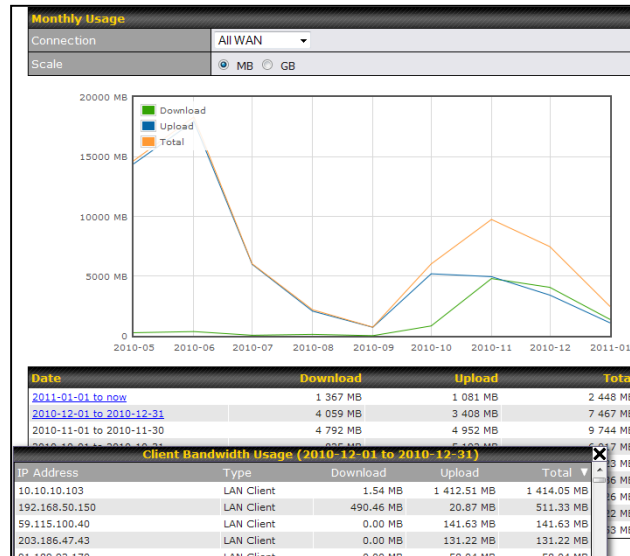 Monthly Usage
Connection All WAN
Scale MB GB
20000 MB
Download
Upload
Total
15000 MB
10000 MB
5000 MB
0
2010-05 2010-06 2010-07 2010-08 2010-09 2010-10 2010-11 2010-12 2011-01
Date Download Upload Tota
2011-01-01 to now 1 367 MB 1 081 MB 2 448 MB
2010-12-01 to 2010-12-31 4 059 MB 3 408 MB 7 467 MB
2010-11-01 to 2010-11-30 4 792 MB 4 952 MB 9 744 MB
Client Bandwidth Usage (2010-12-01 to 2010-12-31)
IP Address Type Download Upload Total
10.10.10.103 LAN Client 1.54 MB 1 412.51 MB 1 414.05 MB
192.168.50.150 LAN Client 490.46 MB 20.87 MB 511.33 MB
59.115.100.40 LAN Client 0.00 MB 141.63 MB 141.63 MB
203.186.47.43 LAN Client 0.00 MB 131.22 MB 131.22 MB
LAN Client 0.00 MB